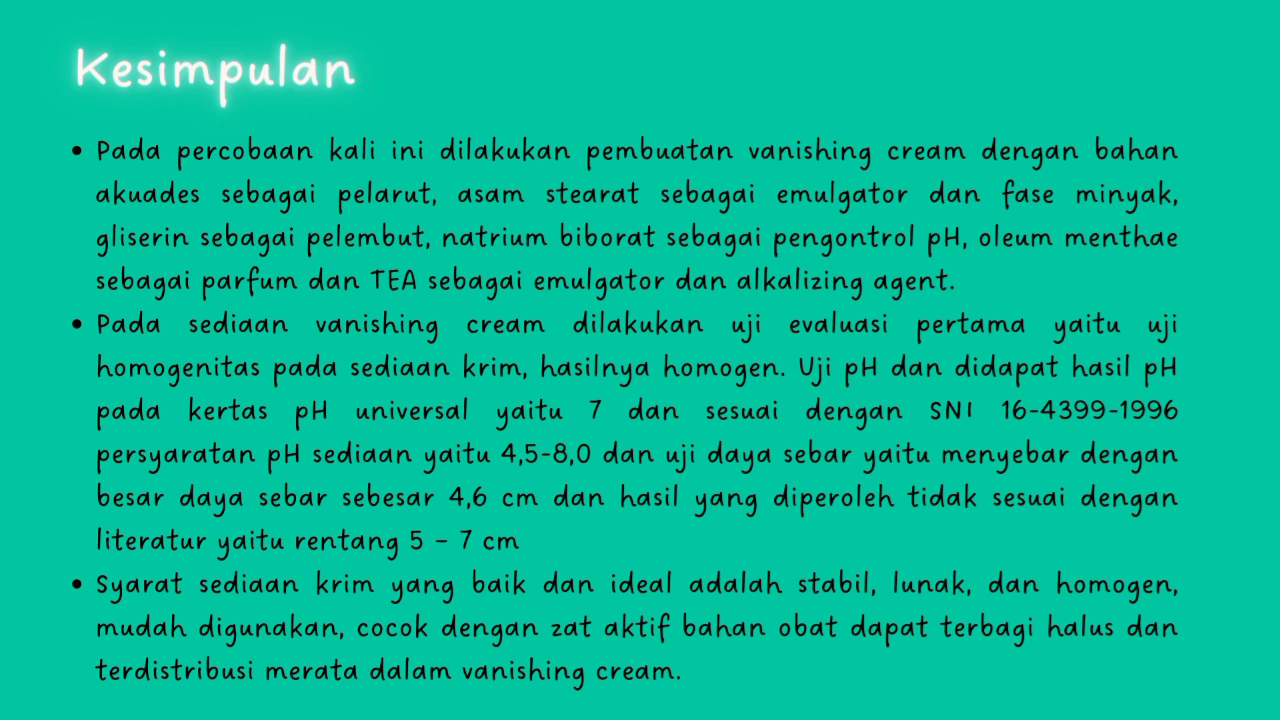 Kesimpulan
• Pada percobaan kali ini dilakukan pembuatan vanishing cream dengan bahan
akuades sebagai pelarut, asam stearat sebagai emulgator dan fase minyak,
gliserin sebagai pelembut, natrium biborat sebagai pengontrol pH, oleum menthae
sebagai parfum dan TEA sebagai emulgator dan alkalizing agent.
• Pada sediaan vanishing cream dilakukan uji evaluasi pertama yaitu uji
homogenitas pada sediaan krim, hasilnya homogen. Uji pH dan didapat hasil pH
pada kertas pH universal yaitu 7 dan sesuai dengan SNI 16-4399-1996
persyaratan pH sediaan yaitu 4,5-8,0 dan uji daya sebar yaitu menyebar dengan
besar daya sebar sebesar 4,6 cm dan hasil yang diperoleh tidak sesuai dengan
literatur yaitu rentang 5 - 7 cm
• Syarat sediaan krim yang baik dan ideal adalah stabil, lunak, dan homogen,
mudah digunakan, cocok dengan zat aktif bahan obat dapat terbagi halus dan
terdistribusi merata dalam vanishing cream.